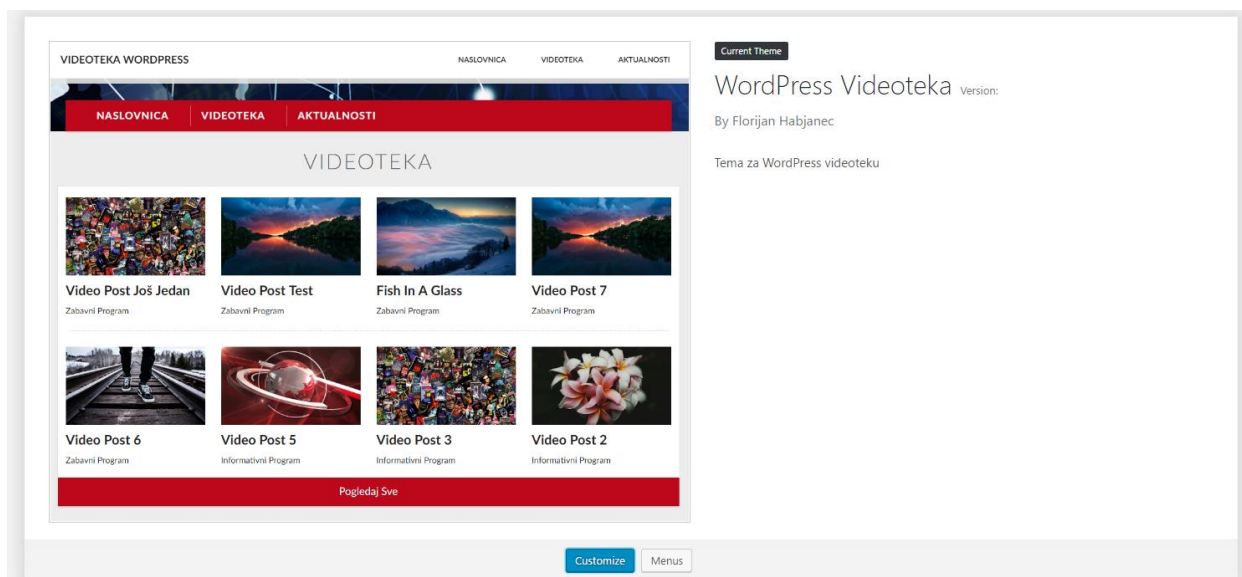 VIDEOTEKA WORDPRESS
NASLOVNICA VIDEOTEKA AKTUALNOSTI
NASLOVNICA VIDEOTEKA AKTUALNOSTI
VIDEOTEKA
Video Post Još Jedan Video Post Test Fish In A Glass Video Post 7
Zabavni Program Zabavni Program Zabavni Program Zabavni Program
Video Post 6 Video Post 5 Video Post 3 Video Post 2
Zabavni Program Informativni Program Informativni Program Informativni Program
Pogledaj Sve
Current Theme
WordPress Videoteka Version:
By Florijan Habjanec
Tema za WordPress videoteku
Customize Menus